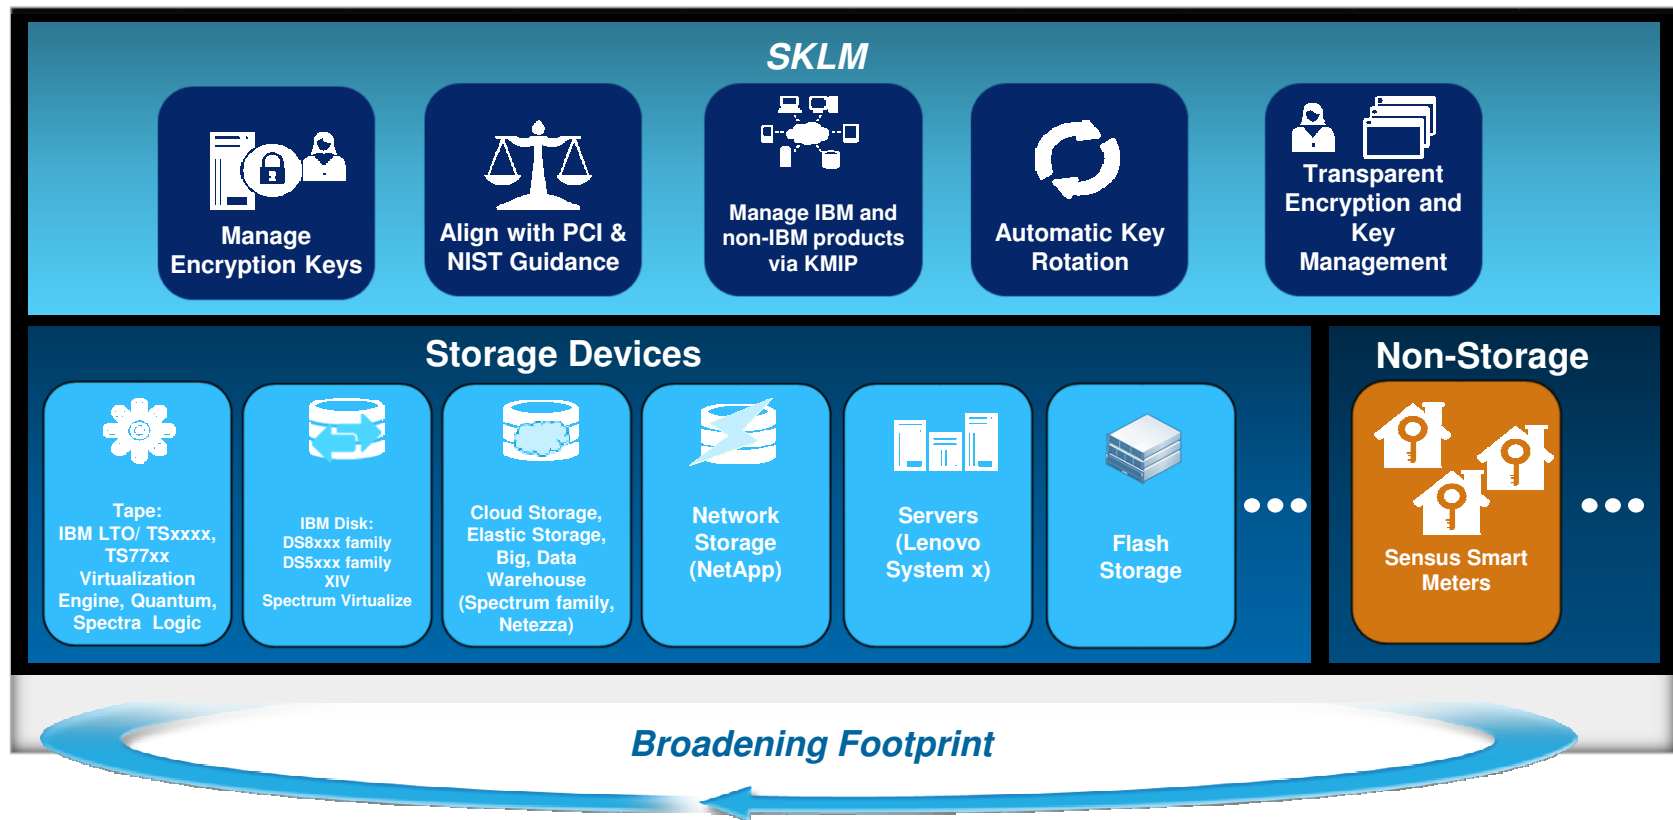 SKLM
Manage
Encryption Keys
Align with PCI &
NIST Guidance
Manage IBM and
non-IBM products
via KMIP
Automatic Key
Rotation
Transparent
Encryption and
Key
Management
Storage Devices
Tape:
IBM LTO/ TSxxxx,
TS77xx
Virtualization
Engine, Quantum,
Spectra Logic
IBM Disk:
DS8xxx family
DS5xxx family
XIV
Spectrum Virtualize
Cloud Storage,
Elastic Storage,
Big, Data
Warehouse
(Spectrum family,
Netezza)
Network
Storage
(NetApp)
Servers
(Lenovo
System x)
Flash
Storage
Non-Storage
Sensus Smart
Meters
Broadening Footprint